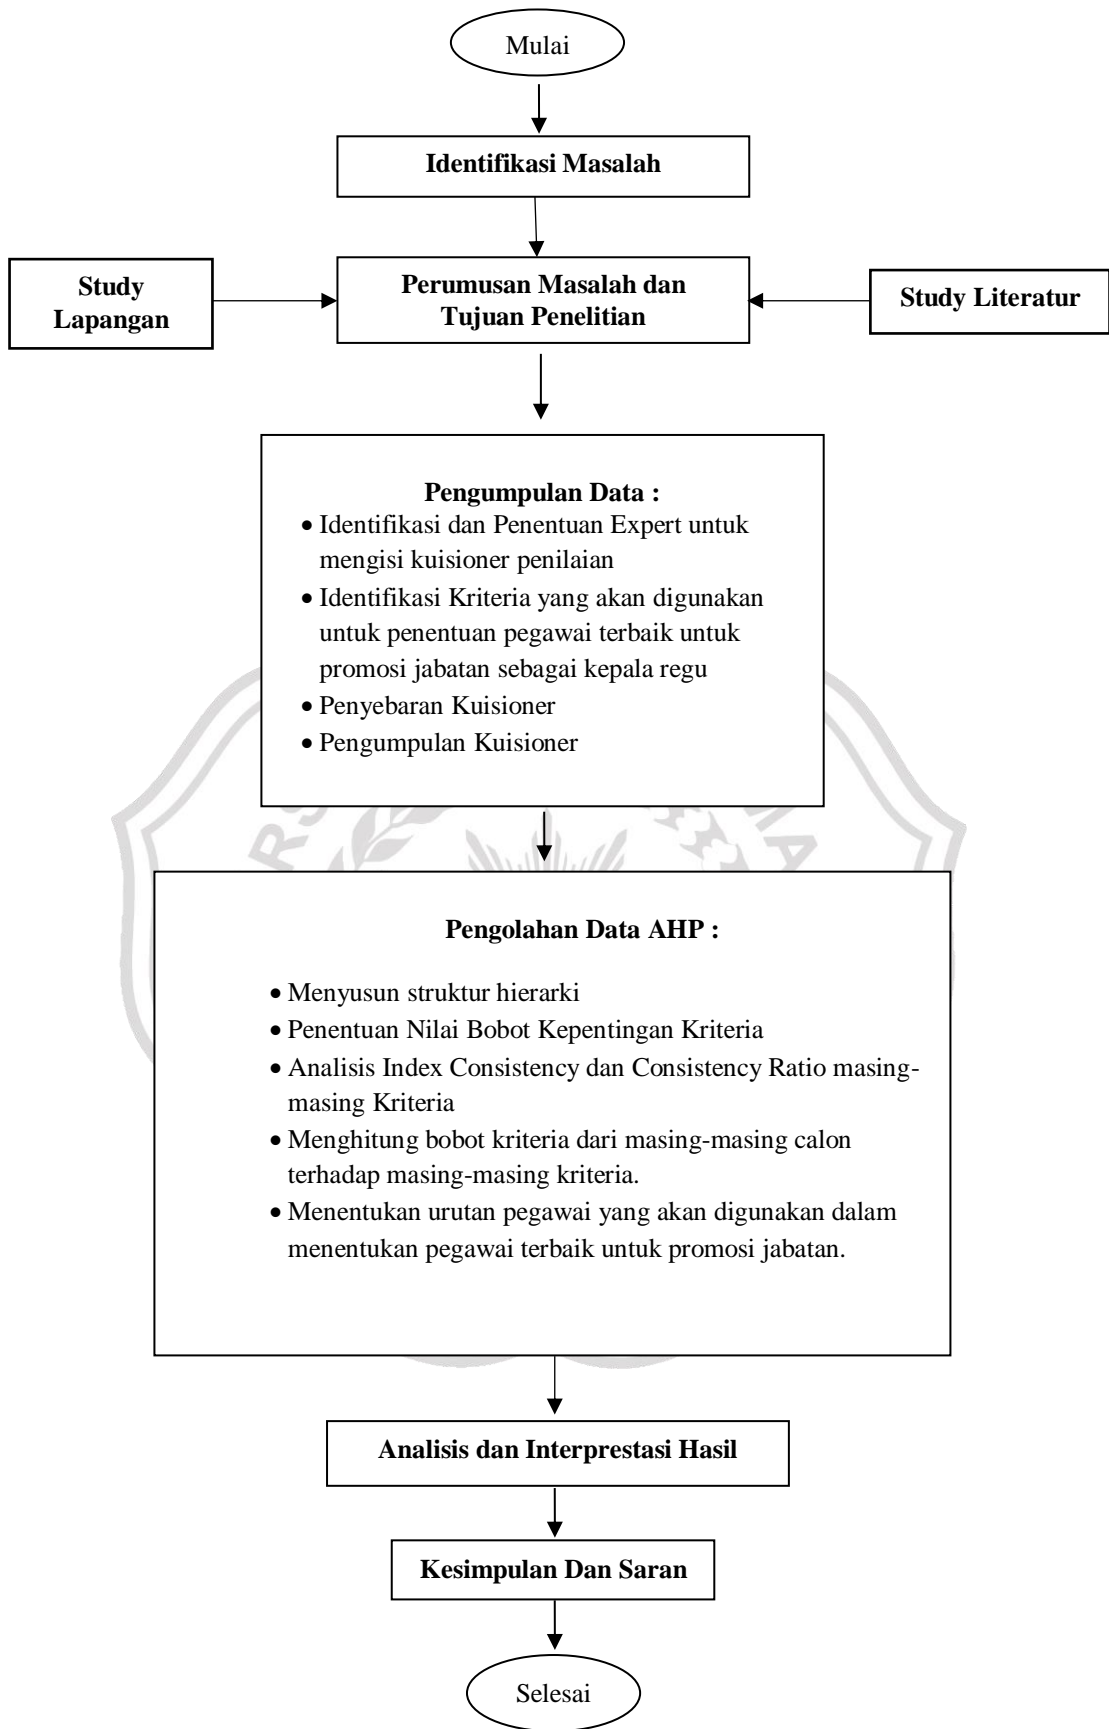 Mulai
Identifikasi Masalah
Study
Lapangan
Perumusan Masalah dan
Tujuan Penelitian
Study Literatur
Pengumpulan Data :
• Identifikasi dan Penentuan Expert untuk
mengisi kuisioner penilaian
• Identifikasi Kriteria yang akan digunakan
untuk penentuan pegawai terbaik untuk
promosi jabatan sebagai kepala regu
• Penyebaran Kuisioner
• Pengumpulan Kuisioner
Pengolahan Data AHP :
• Menyusun struktur hierarki
• Penentuan Nilai Bobot Kepentingan Kriteria
• Analisis Index Consistency dan Consistency Ratio masing-
masing Kriteria
• Menghitung bobot kriteria dari masing-masing calon
terhadap masing-masing kriteria.
• Menentukan urutan pegawai yang akan digunakan dalam
menentukan pegawai terbaik untuk promosi jabatan.
Analisis dan Interprestasi Hasil
Kesimpulan Dan Saran
Selesai